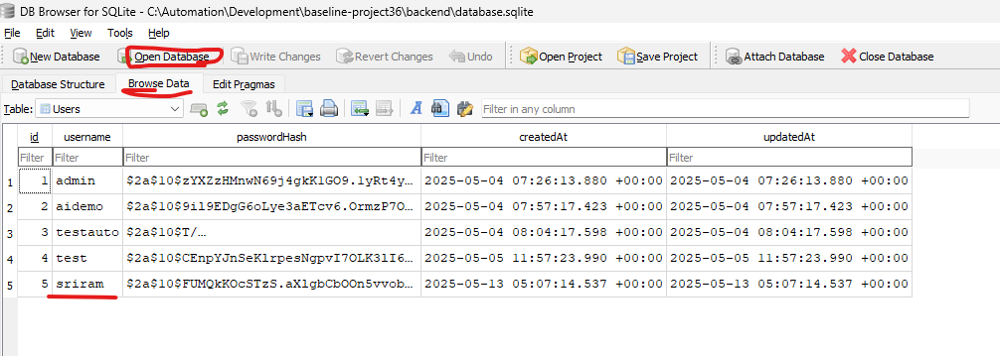 DB Browser for SQLite - C:\Automation\Development\baseline-project36\backend\database.sqlite
File Edit View Tools Help
New Database Open Database Write Changes Revert Changes Undo Open Project Save Project Attach Database Close Database
Database Structure Browse Data Edit Pragmas
Table: Users Filter in any column
id username passwordHash createdAt updatedAt
Filter Filter Filter Filter Filter
1 1 admin $2a$10$zYXZzHMnwN69j4gkKlGO9.lyRt4y… 2025-05-04 07:26:13.880 +00:00 2025-05-04 07:26:13.880 +00:00
2 2 aidemo $2a$10$9il9EDgG6oLye3aETcv6.OrmzP7O… 2025-05-04 07:57:17.423 +00:00 2025-05-04 07:57:17.423 +00:00
3 3 testauto $2a$10$T/… 2025-05-04 08:04:17.598 +00:00 2025-05-04 08:04:17.598 +00:00
4 4 test $2a$10$CEnpYJnSeKlrpesNgpvI7OLK3lI6… 2025-05-05 11:57:23.990 +00:00 2025-05-05 11:57:23.990 +00:00
5 5 sriram $2a$10$FUMQkKOcSTzS.aXlgbCbOOn5vvob… 2025-05-13 05:07:14.537 +00:00 2025-05-13 05:07:14.537 +00:00